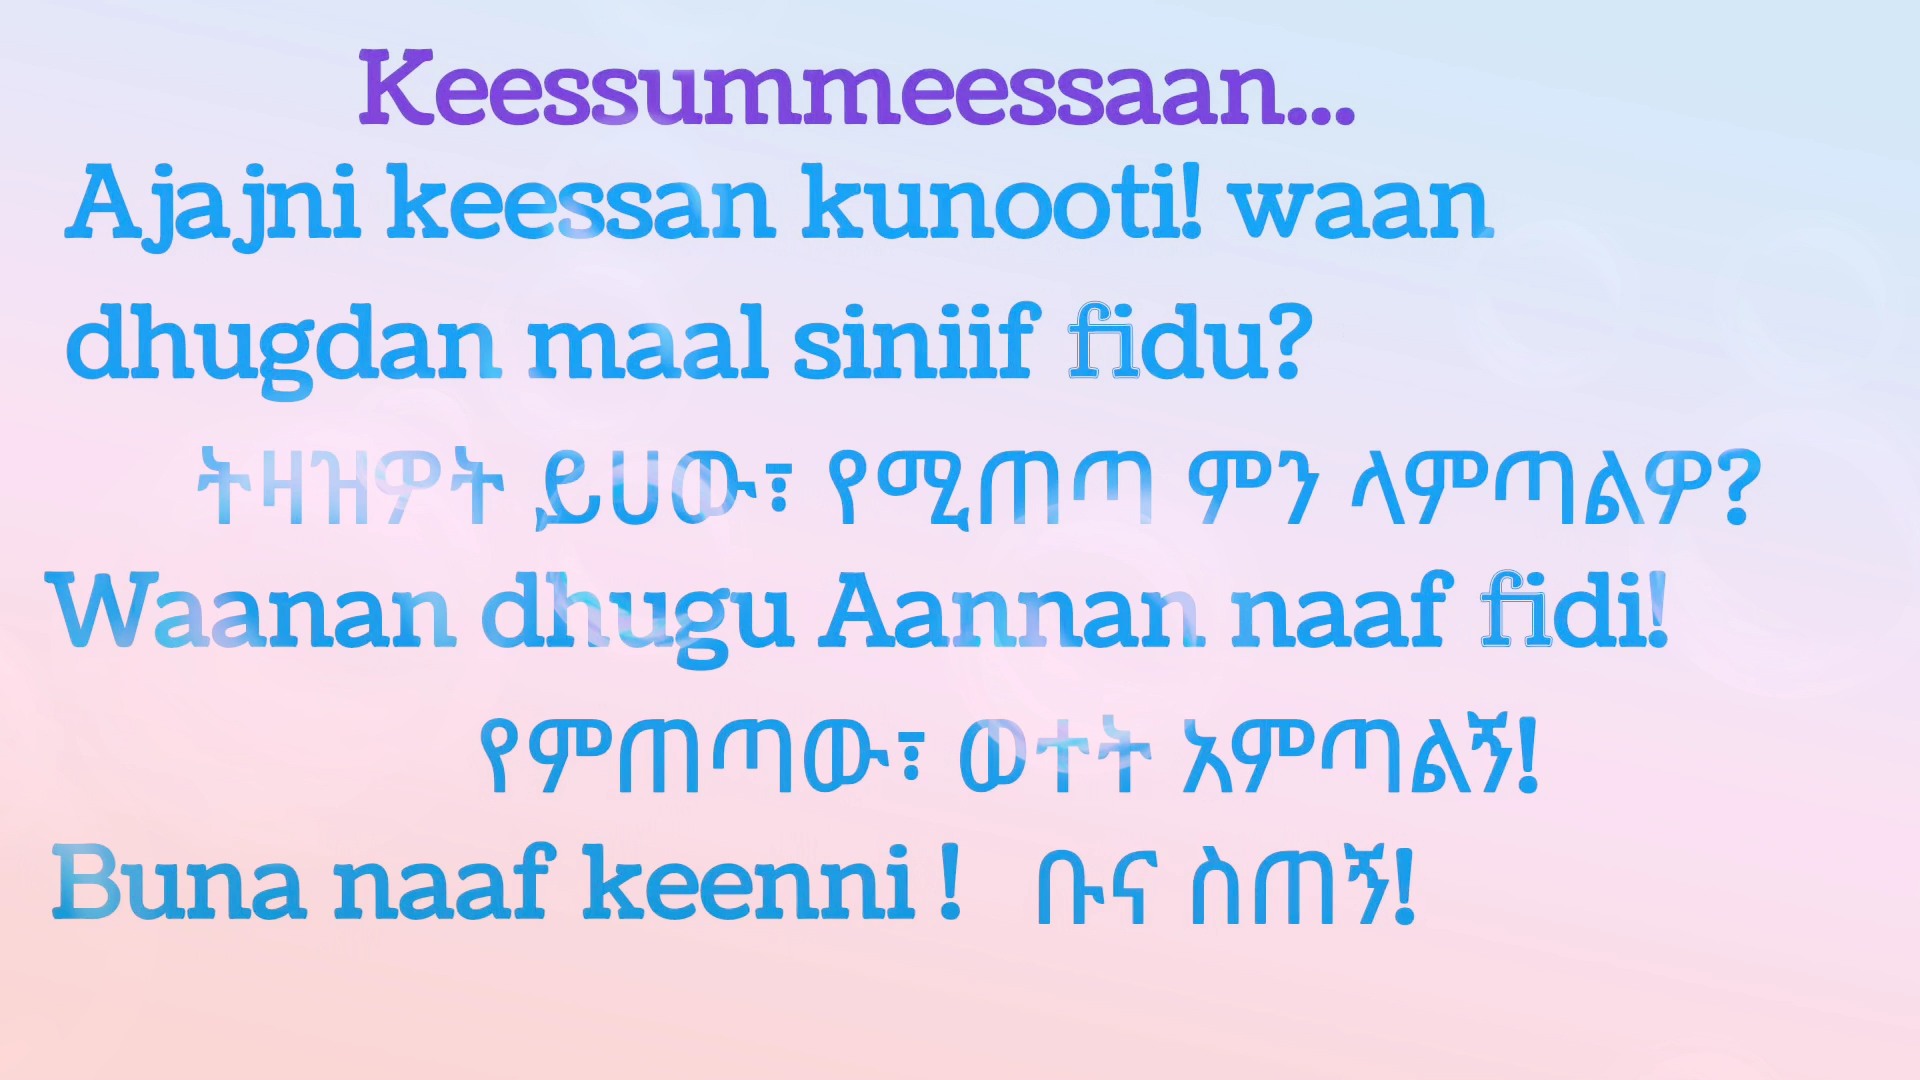 Keessummeessaan...
Ajajni keessan kunooti! waan
dhugdan maal siniif fidu?
ትዛዝዎት ይሀው፣ የሚጠጣ ምን ላምጣልዎ?
Waanan dhugu Aannan naaf fidi!
የምጠጣው፣ ወተት አምጣልኝ!
Buna naaf keenni ! ቡና ስጠኝ!